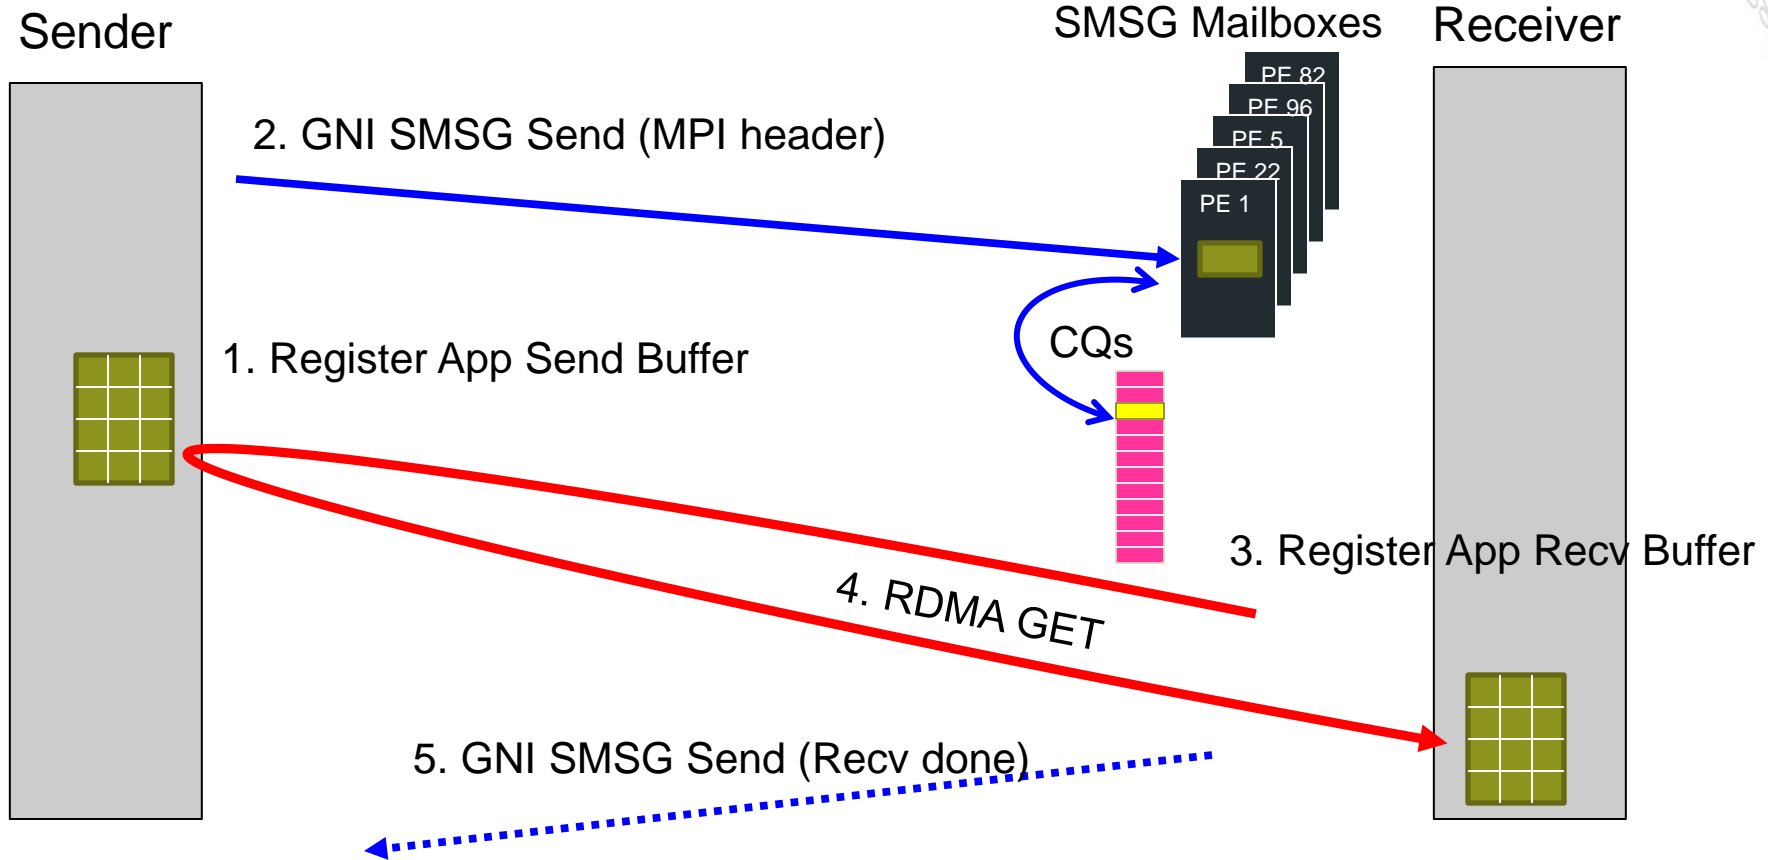 Sender
SMSG Mailboxes
Receiver
PE 82
PE 96
PE 5
PE 22
PE 1
2. GNI SMSG Send (MPI header)
CQs
1. Register App Send Buffer
3. Register App Recv Buffer
4. RDMA GET
5. GNI SMSG Send (Recv done)